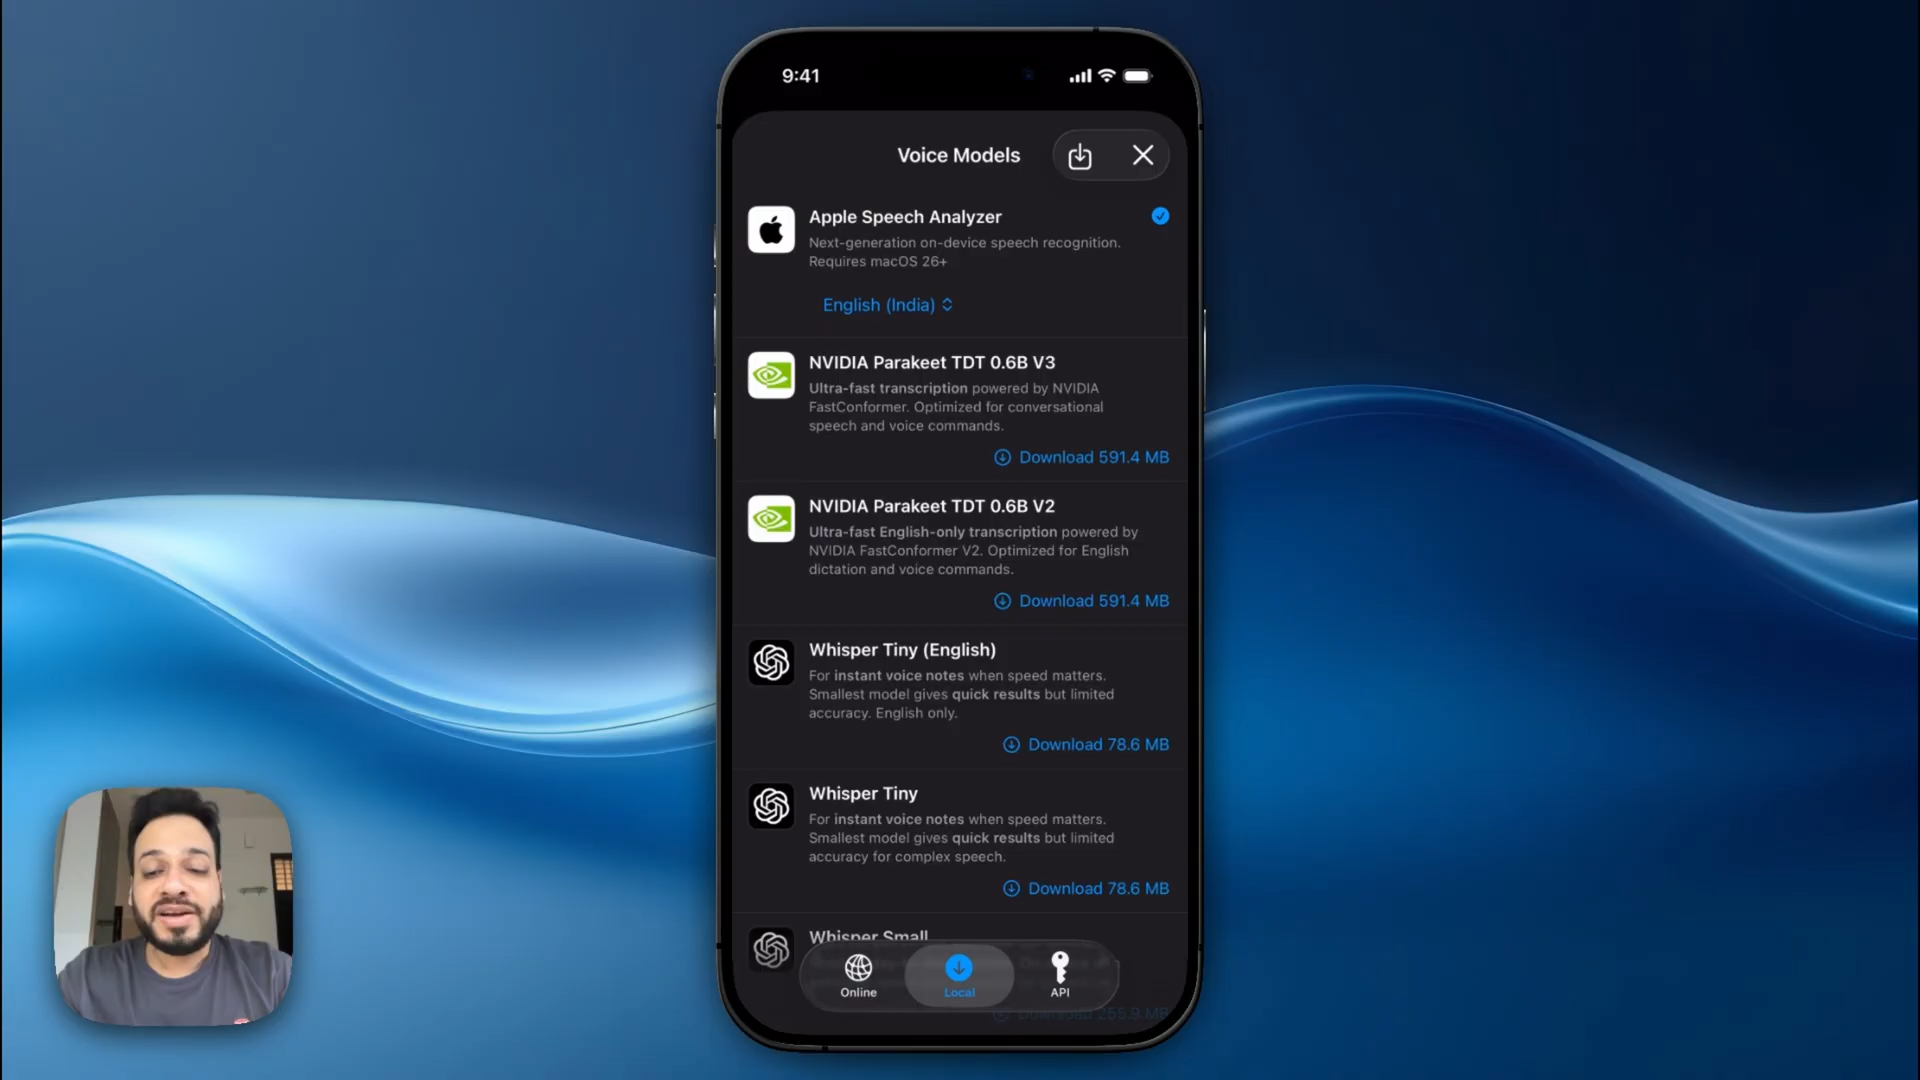 9:41
Voice Models
Apple Speech Analyzer
Next-generation on-device speech recognition.
Requires macOS 26+
English (India)
NVIDIA Parakeet TDT 0.6B V3
Ultra-fast transcription powered by NVIDIA
FastConformer. Optimized for conversational
speech and voice commands.
Download 591.4 MB
NVIDIA Parakeet TDT 0.6B V2
Ultra-fast English-only transcription powered by
NVIDIA FastConformer V2. Optimized for English
dictation and voice commands.
Download 591.4 MB
Whisper Tiny (English)
For instant voice notes when speed matters.
Smallest model gives quick results but limited
accuracy. English only.
Download 78.6 MB
Whisper Tiny
For instant voice notes when speed matters.
Smallest model gives quick results but limited
accuracy for complex speech.
Download 78.6 MB
Whisper Small
Online
Local
API
Download 255.9 MB